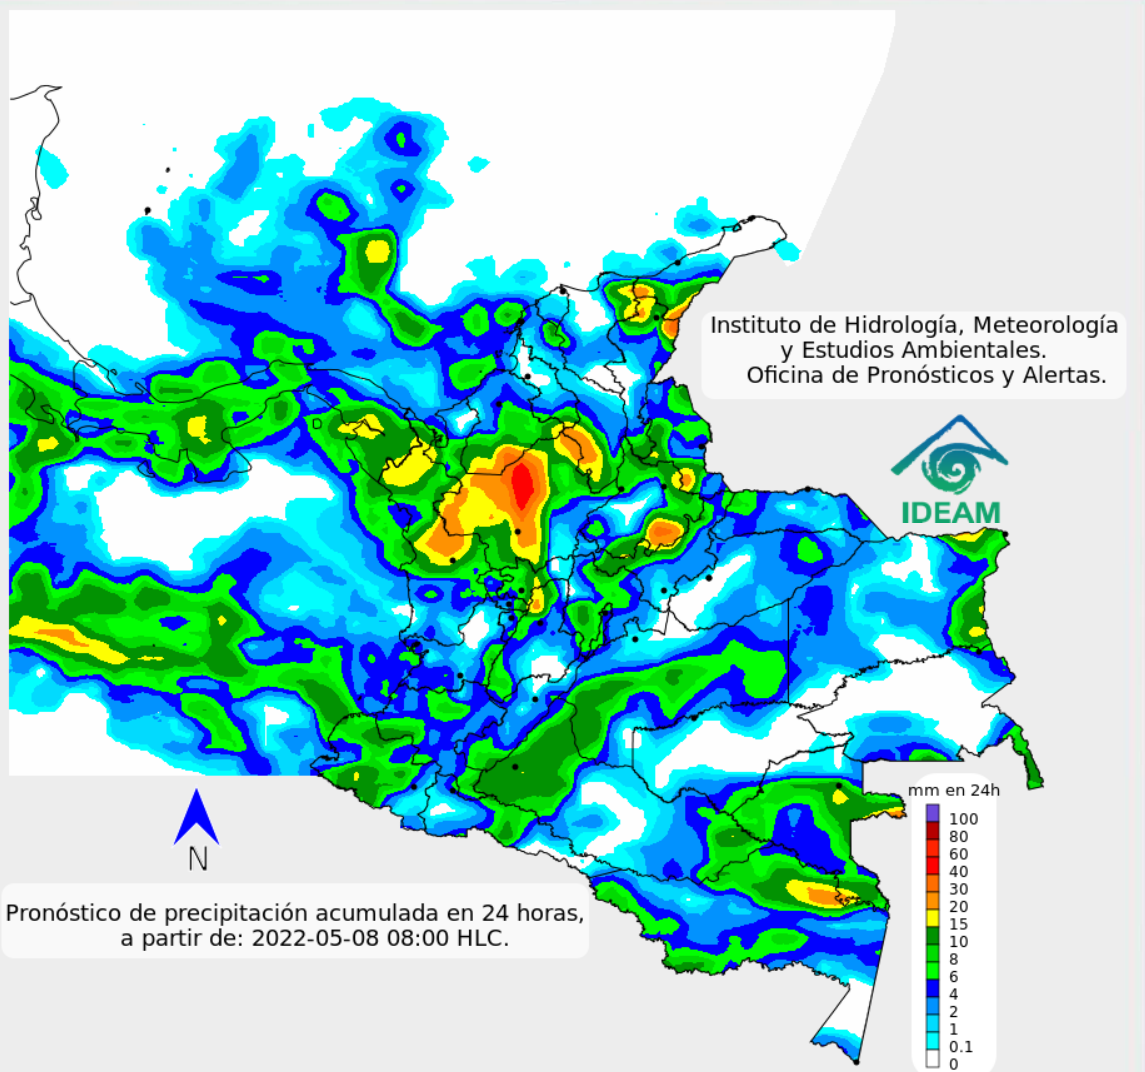 Instituto de Hidrología, Meteorología
y Estudios Ambientales.
Oficina de Pronósticos y Alertas.
IDEAM
mm en 24h
100
80
60
40
30
20
15
10
8
6
4
2
1
0.1
0
N
Pronóstico de precipitación acumulada en 24 horas,
a partir de: 2022-05-08 08:00 HLC.